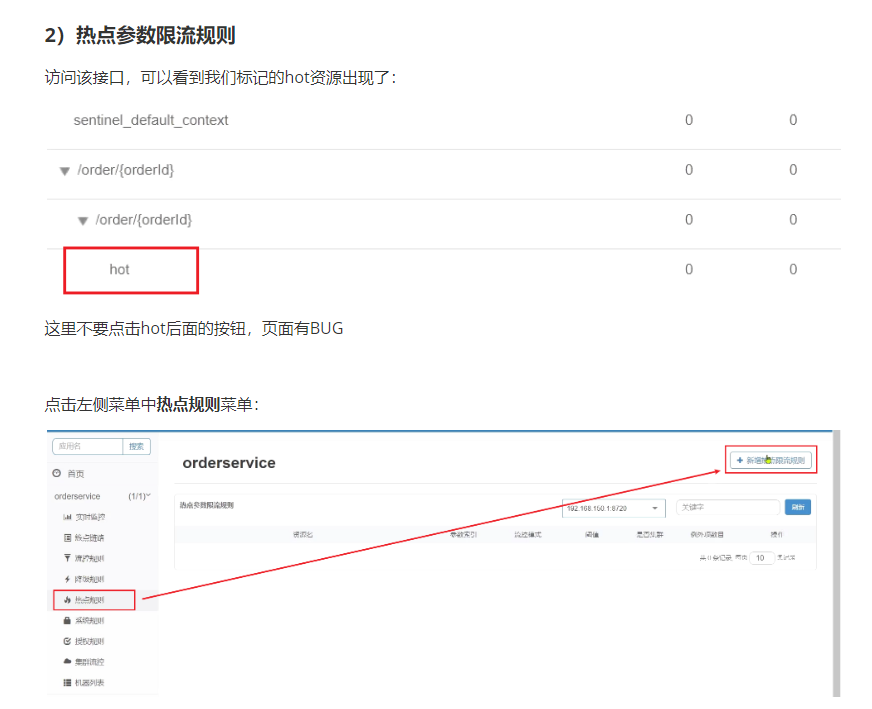 2）热点参数限流规则
访问该接口，可以看到我们标记的hot资源出现了：
sentinel_default_context 0 0
/order/{orderId} 0 0
/order/{orderId} 0 0
hot 0 0
这里不要点击hot后面的按钮，页面有BUG
点击左侧菜单中热点规则菜单：
应用名 搜索
orderservice
+ 新增热点限流规则
首页
orderservice (1/1)
热点参数限流规则 192.168.150.1:8720 关键字 刷新
实时监控
资源名 参数索引 流控模式 阈值 是否集群 例外项数目 操作
簇点链路
流控规则
共 0 条记录, 每页 10
降级规则
热点规则
系统规则
授权规则
集群流控
机器列表